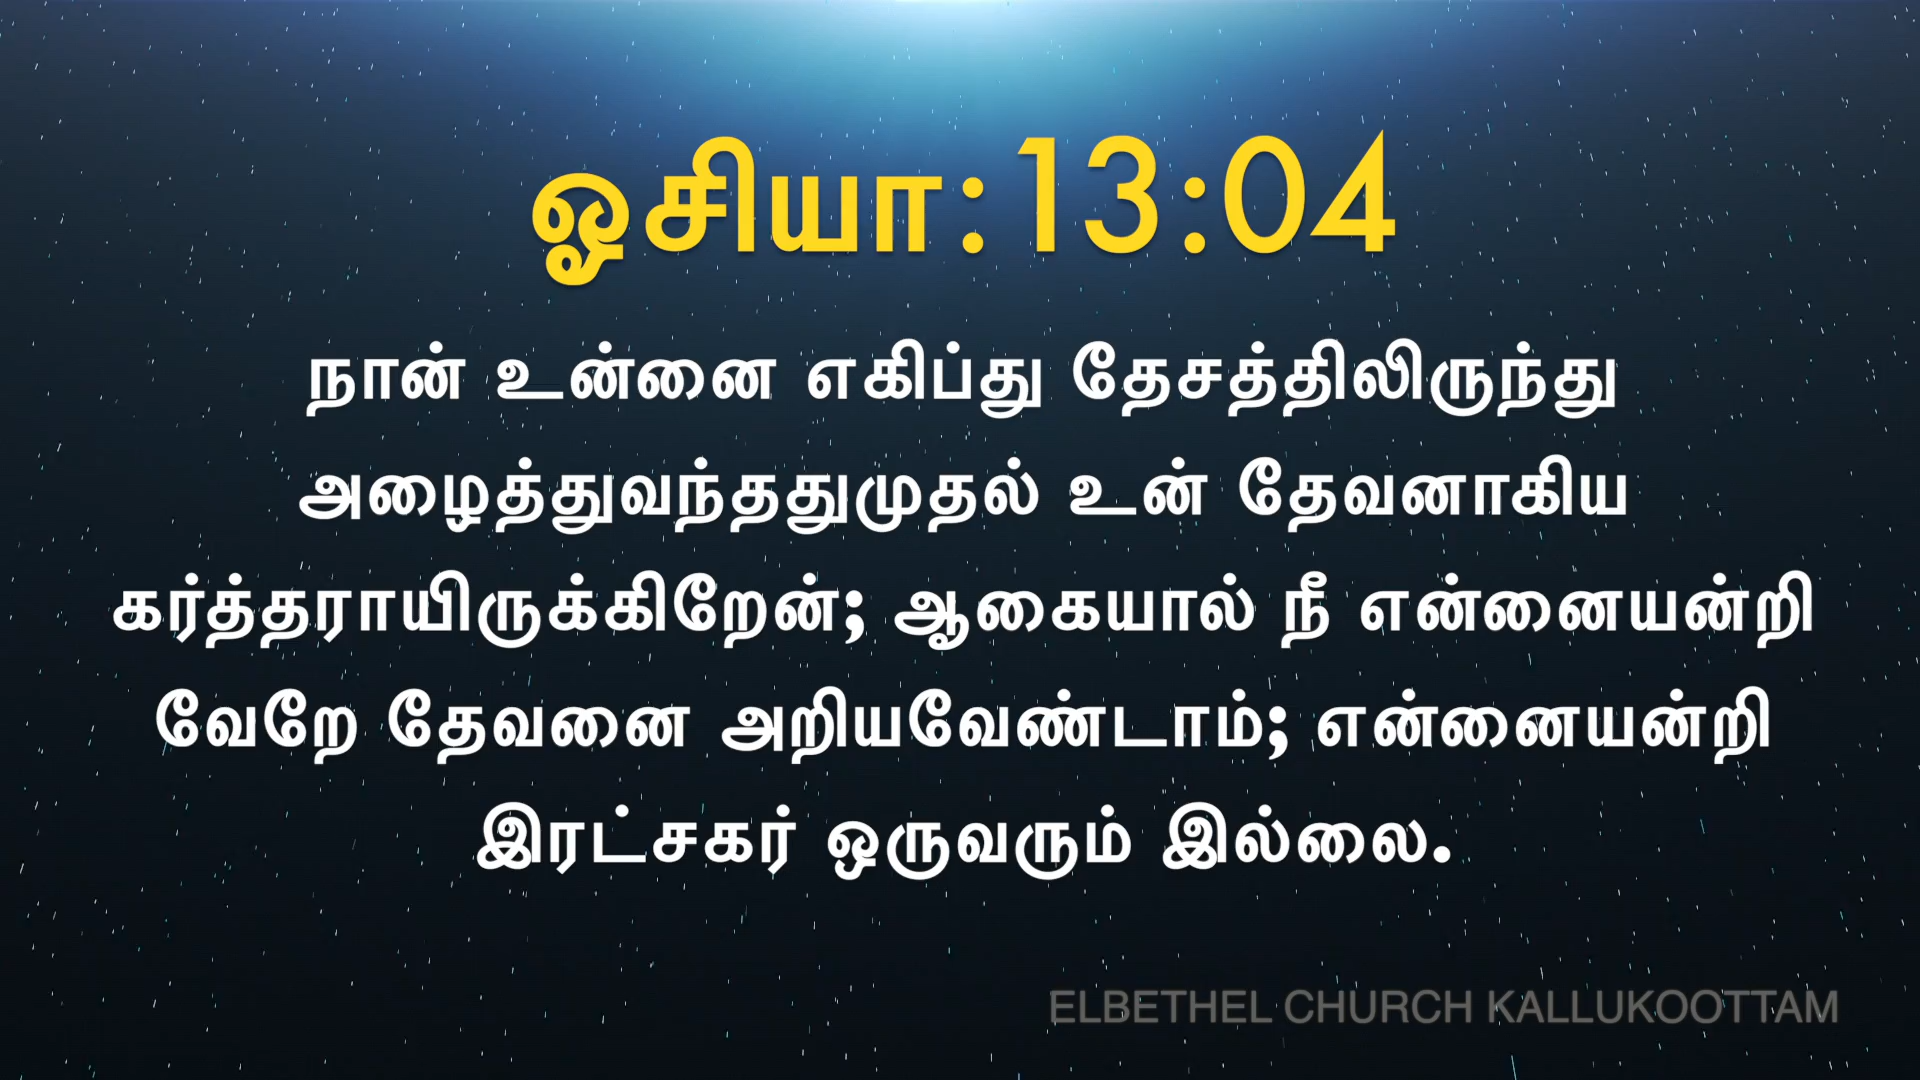 ஓசியா:13:04
நான் உன்னை எகிப்து தேசத்திலிருந்து
அழைத்துவந்ததுமுதல் உன் தேவனாகிய
கர்த்தராயிருக்கிறேன்; ஆகையால் நீ என்னையன்றி
வேறே தேவனை அறியவேண்டாம்; என்னையன்றி
இரட்சகர் ஒருவரும் இல்லை.
ELBETHEL CHURCH KALLUKOOTTAM